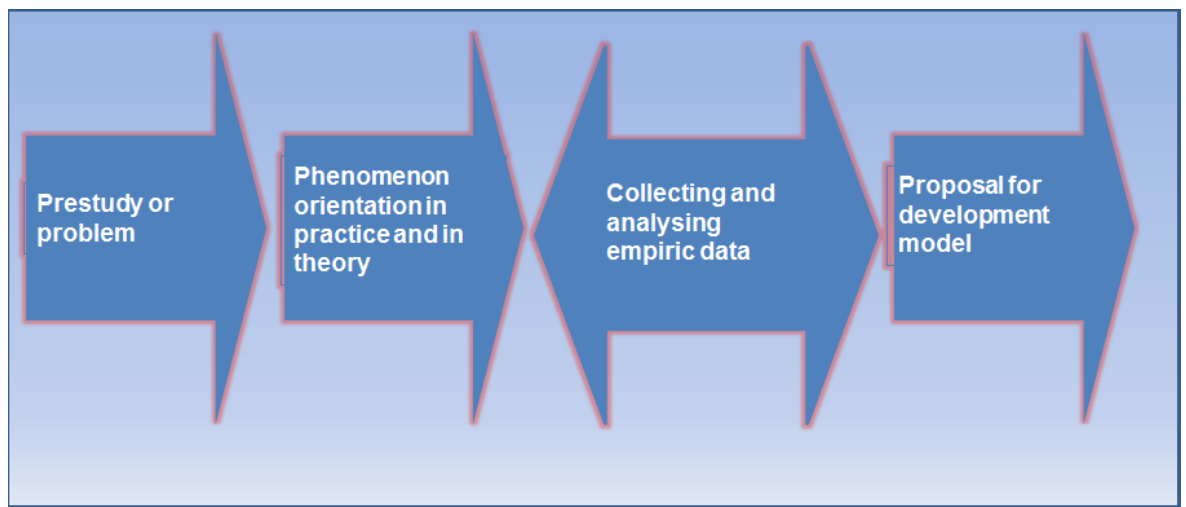 Prestudy or
problem
Phenomenon
orientation in
practice and in
theory
Collecting and
analysing
empiric data
Proposal for
development
model